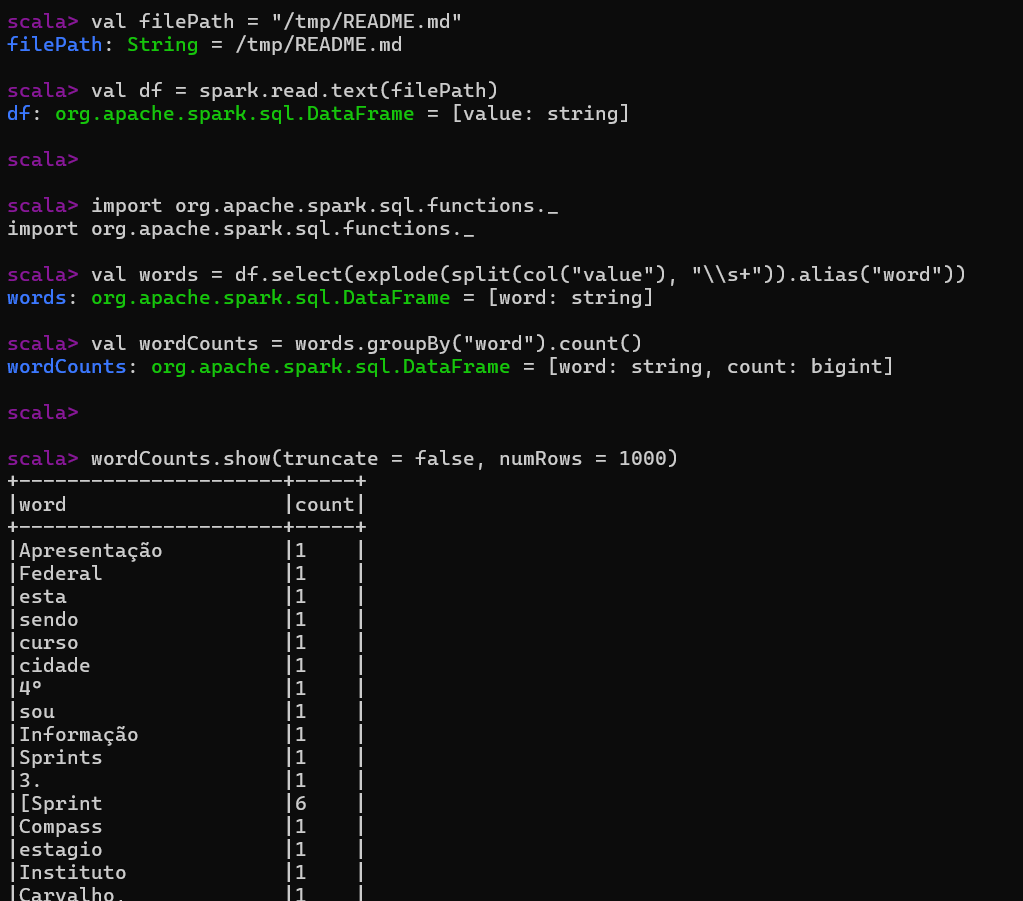 scala> val filePath = "/tmp/README.md"
filePath: String = /tmp/README.md
scala> val df = spark.read.text(filePath)
df: org.apache.spark.sql.DataFrame = [value: string]
scala>
scala> import org.apache.spark.sql.functions._
import org.apache.spark.sql.functions._
scala> val words = df.select(explode(split(col("value"), "\\s+")).alias("word"))
words: org.apache.spark.sql.DataFrame = [word: string]
scala> val wordCounts = words.groupBy("word").count()
wordCounts: org.apache.spark.sql.DataFrame = [word: string, count: bigint]
scala>
scala> wordCounts.show(truncate = false, numRows = 1000)
+----------------------+-----+
|word                  |count|
+----------------------+-----+
|Apresentação          |1    |
|Federal               |1    |
|esta                  |1    |
|sendo                 |1    |
|curso                 |1    |
|cidade                |1    |
|4º                    |1    |
|sou                   |1    |
|Informação            |1    |
|Sprints               |1    |
|3.                    |1    |
|[Sprint               |6    |
|Compass               |1    |
|estagio               |1    |
|Instituto             |1    |
|Carvalho,             |1    |